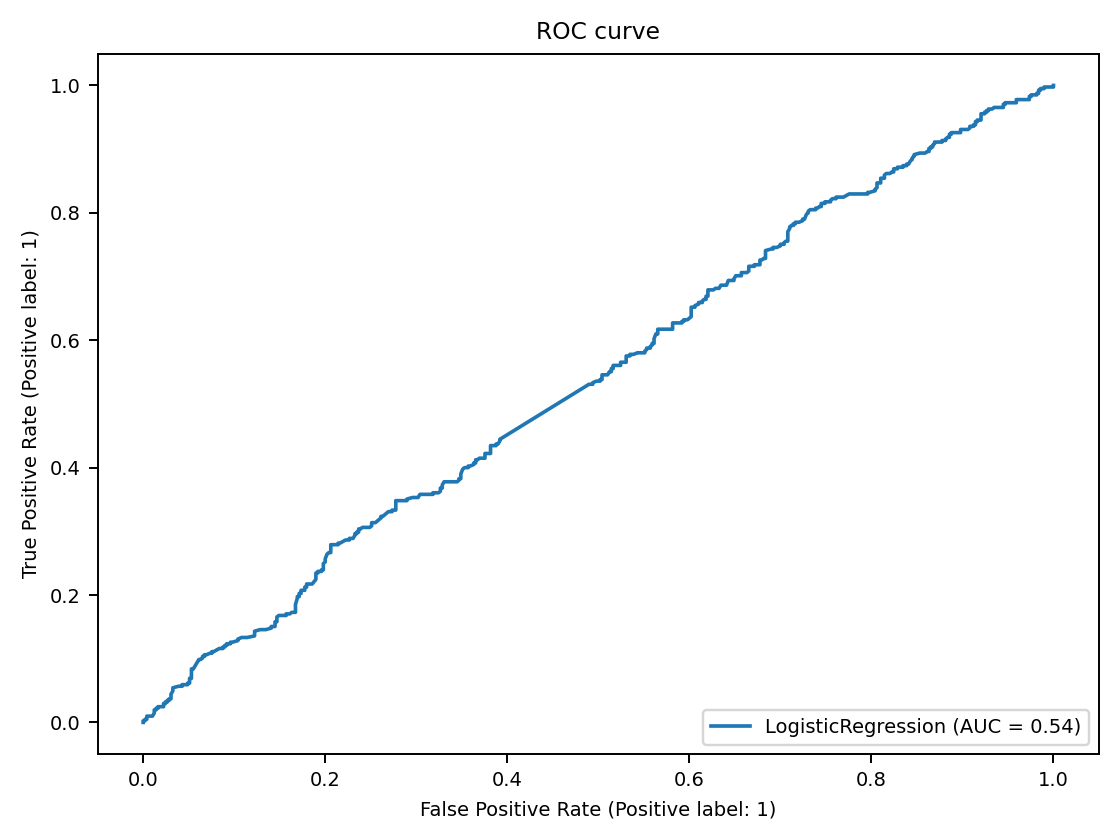 ROC curve
True Positive Rate (Positive label: 1)
1.0
0.8
0.6
0.4
0.2
0.0
LogisticRegression (AUC = 0.54)
0.0 0.2 0.4 0.6 0.8 1.0
False Positive Rate (Positive label: 1)